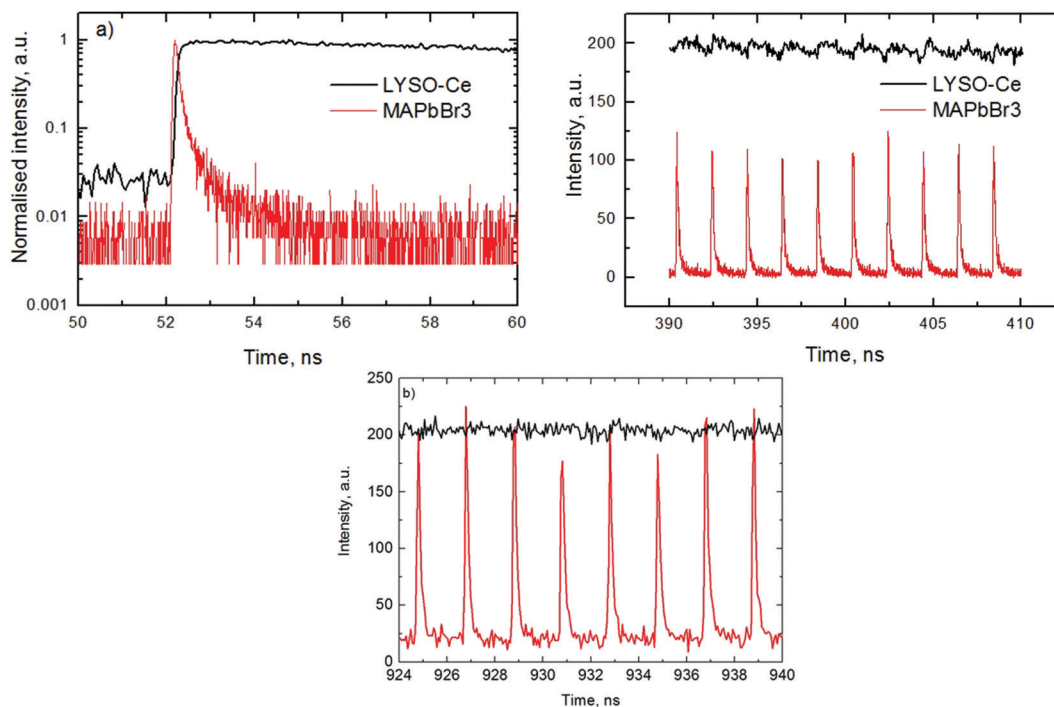 a)
Normalised intensity, a.u.
1
0.1
0.01
0.001
LYSO-Ce
MAPbBr3
50 52 54 56 58 60
Time, ns
Intensity, a.u.
200
150
100
50
0
LYSO-Ce
MAPbBr3
390 395 400 405 410
Time, ns
b)
Intensity, a.u.
250
200
150
100
50
0
924 926 928 930 932 934 936 938 940
Time, ns